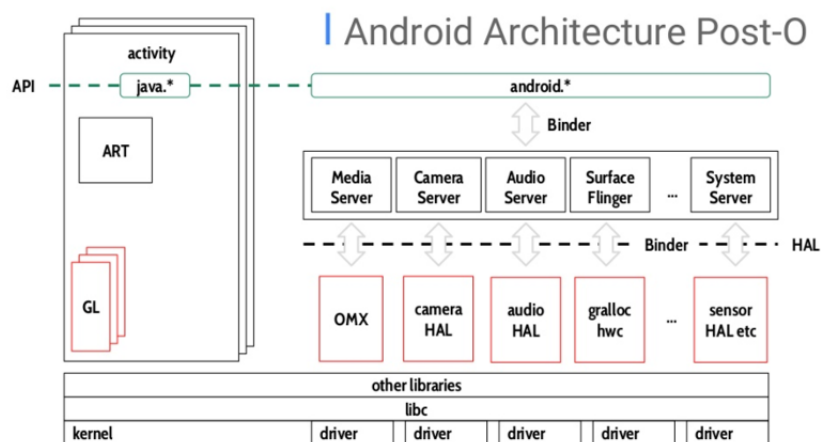 Android Architecture Post-O
activity
API
java.*
android.*
Binder
ART
Media
Server
Camera
Server
Audio
Server
Surface
Flinger
...
System
Server
Binder
HAL
GL
OMX
camera
HAL
audio
HAL
gralloc
hwc
...
sensor
HAL etc
other libraries
libc
kernel
driver
driver
driver
driver
driver